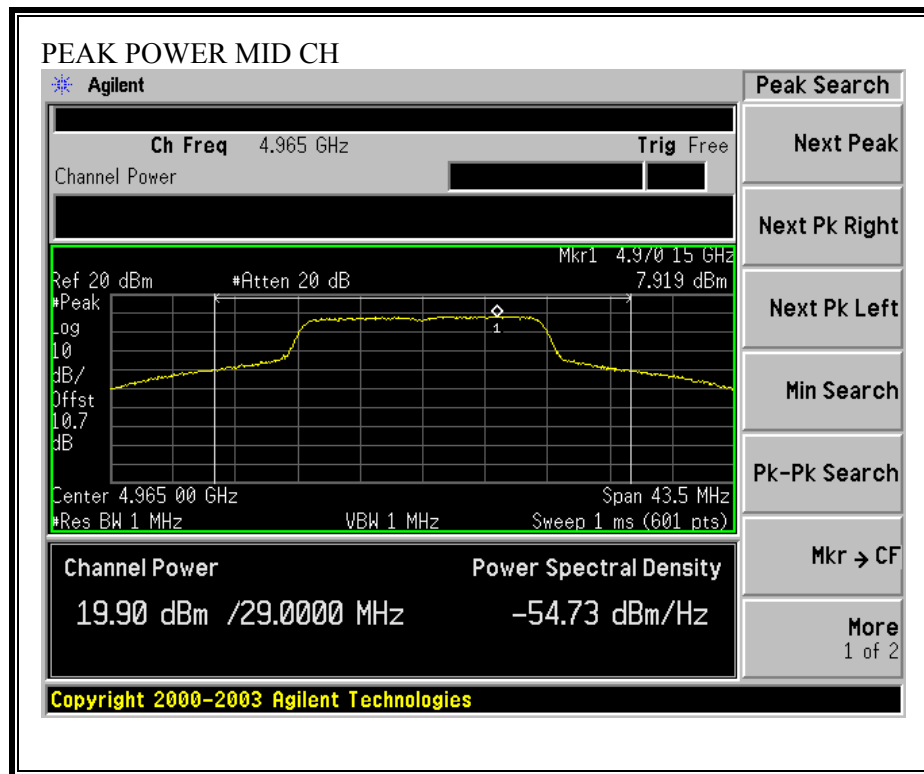 PEAK POWER MID CH
Agilent
Peak Search
Ch Freq 4.965 GHz Trig Free
Channel Power
Next Peak
Next Pk Right
Mkr1 4.970 15 GHz
Ref 20 dBm #Atten 20 dB 7.919 dBm
#Peak
Log
10
dB/
Offst
10.7
dB
1
Next Pk Left
Min Search
Pk-Pk Search
Center 4.965 00 GHz Span 43.5 MHz
#Res BW 1 MHz VBW 1 MHz Sweep 1 ms (601 pts)
Channel Power Power Spectral Density
19.90 dBm /29.0000 MHz -54.73 dBm/Hz
Mkr → CF
More
1 of 2
Copyright 2000-2003 Agilent Technologies